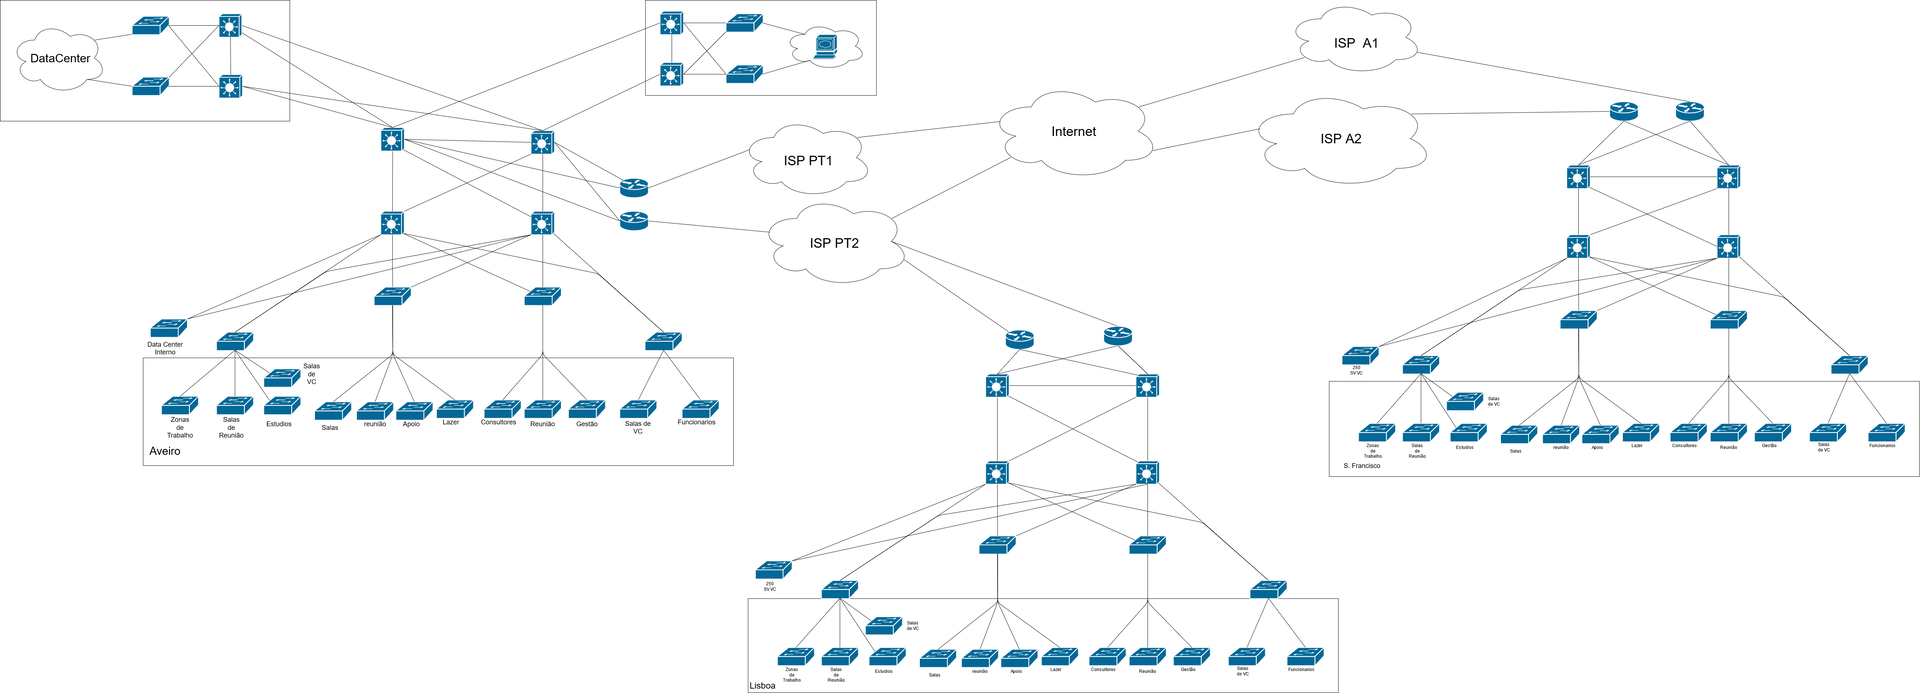 DataCenter
ISP  A1
Internet
ISP A2
ISP PT1
ISP PT2
Data Center
Interno
Salas
de
VC
Zonas
de
Trabalho
Salas
de
Reunião
Estudios
Salas
reunião
Apoio
Lazer
Consultores
Reunião
Gestão
Salas de
VC
Funcionarios
Aveiro
250
SV VC
Salas
de VC
Zonas
de
Trabalho
Salas
de
Reunião
Estudios
Salas
reunião
Apoio
Lazer
Consultores
Reunião
Gestão
Salas
de VC
Funcionarios
S. Francisco
250
SV VC
Salas
de VC
Zonas
de
Trabalho
Salas
de
Reunião
Estudios
Salas
reunião
Apoio
Lazer
Consultores
Reunião
Gestão
Salas
de VC
Funcionarios
Lisboa